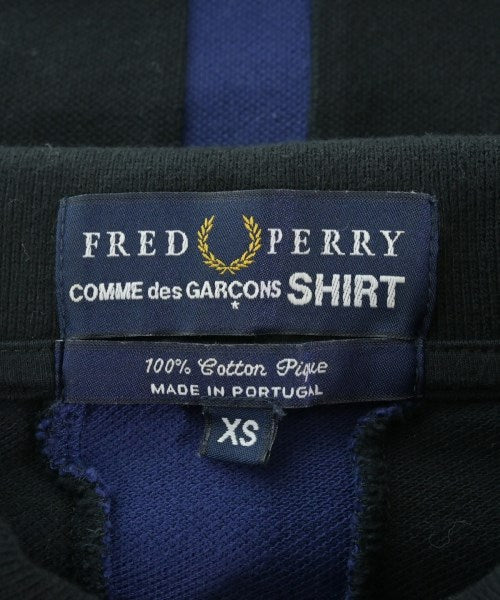 FRED PERRY
COMME des GARÇONS SHIRT
*
100% Cotton Pique
MADE IN PORTUGAL
XS